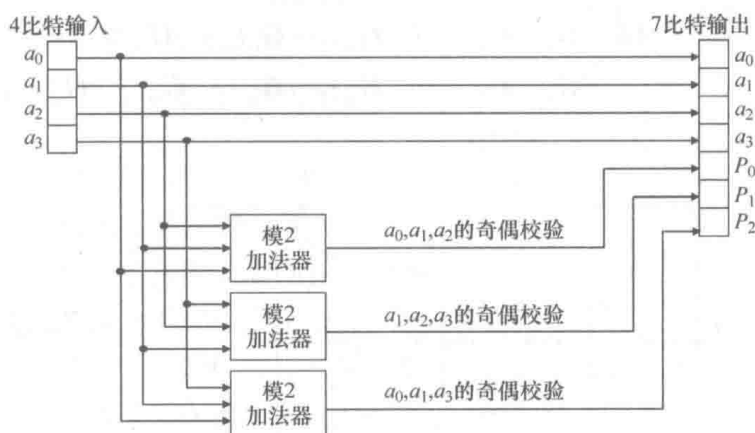 4比特输入
7比特输出
a0
a1
a2
a3
a0
a1
a2
a3
P0
P1
P2
模2
加法器
a0,a1,a2的奇偶校验
模2
加法器
a1,a2,a3的奇偶校验
模2
加法器
a0,a1,a3的奇偶校验